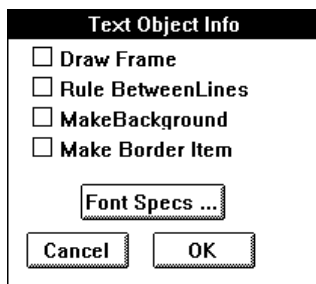 Text Object Info
Draw Frame
Rule BetweenLines
MakeBackground
Make Border Item
Font Specs ...
Cancel OK